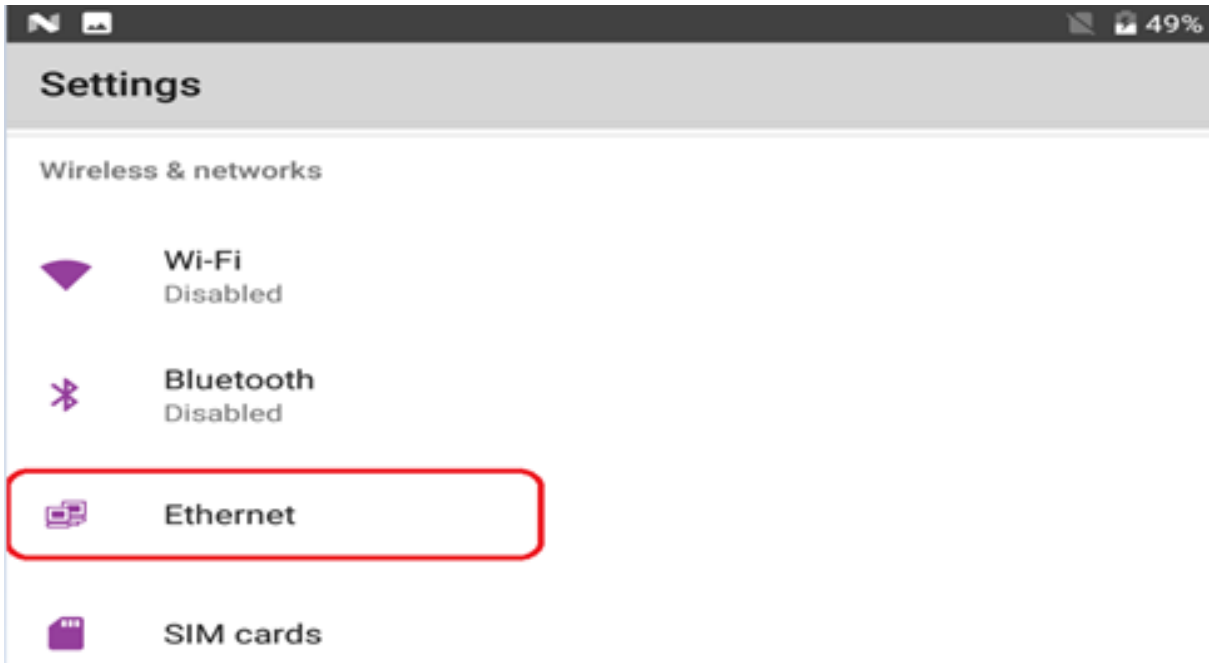 49%
Settings
Wireless & networks
Wi-Fi
Disabled
Bluetooth
Disabled
Ethernet
SIM cards